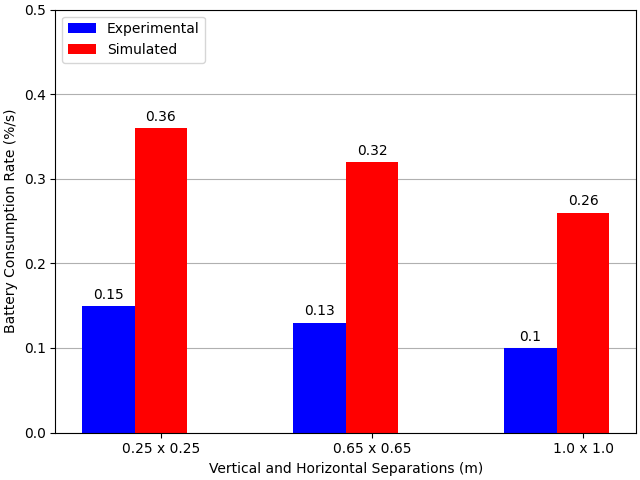 Battery Consumption Rate (%/s)
0.5
0.4
0.3
0.2
0.1
0.0
Experimental
Simulated
0.15
0.36
0.13
0.32
0.1
0.26
0.25 x 0.25
0.65 x 0.65
1.0 x 1.0
Vertical and Horizontal Separations (m)